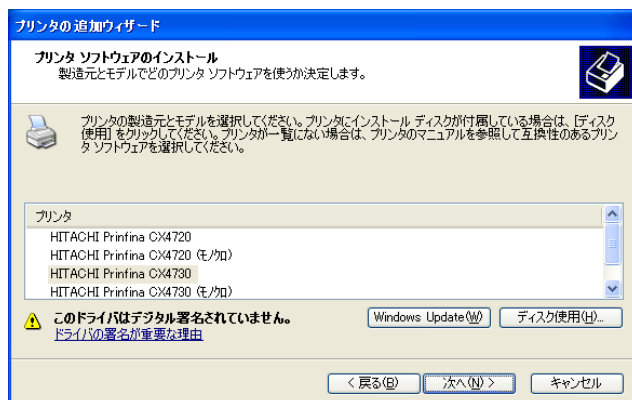 プリンタの追加ウィザード
プリンタ ソフトウェアのインストール
製造元とモデルでどのプリンタ ソフトウェアを使うか決定します。
プリンタの製造元とモデルを選択してください。プリンタにインストール ディスクが付属している場合は、[ディスク
使用] をクリックしてください。プリンタが一覧にない場合は、プリンタのマニュアルを参照して互換性のあるプリン
タ ソフトウェアを選択してください。
プリンタ
HITACHI Prinfina CX4720
HITACHI Prinfina CX4720 (モノクロ)
HITACHI Prinfina CX4730
HITACHI Prinfina CX4730 (モノクロ)
このドライバはデジタル署名されていません。
Windows Update(W)
ディスク使用(H)...
ドライバの署名が重要な理由
< 戻る(B)
次へ(N) >
キャンセル